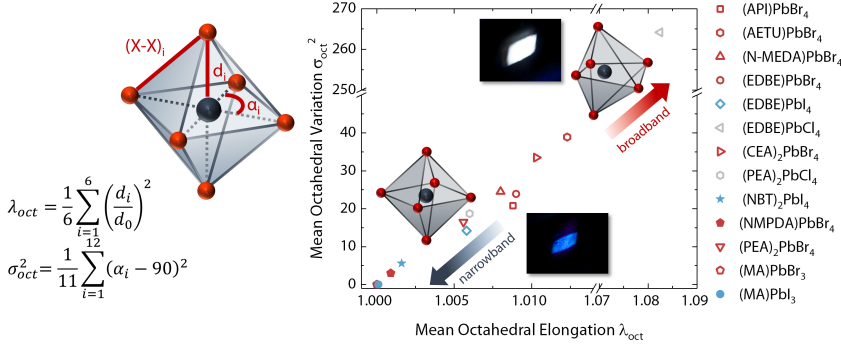 (X-X)i
di
αi
λoct = 1/6 ∑ i=1 6 (di/d0)²
σ²oct = 1/11 ∑ i=1 12 (αi − 90)²
Mean Octahedral Variation σoct²
265
260
250
40
30
20
10
0
1.000
1.005
1.010
1.07
1.08
1.09
Mean Octahedral Elongation λoct
broadband
narrowband
(API)PbBr4
(AETU)PbBr4
(N-MEDA)PbBr4
(EDBE)PbBr4
(EDBE)PbI4
(EDBE)PbCl4
(CEA)2PbBr4
(PEA)2PbCl4
(NBT)2PbI4
(NMPDA)PbBr4
(PEA)2PbBr4
(MA)PbBr3
(MA)PbI3